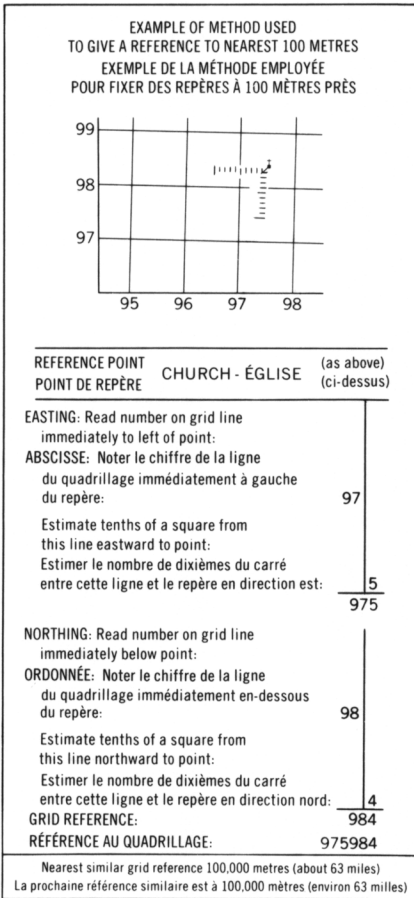 EXAMPLE OF METHOD USED
TO GIVE A REFERENCE TO NEAREST 100 METRES
EXEMPLE DE LA MÉTHODE EMPLOYÉE
POUR FIXER DES REPÈRES À 100 MÈTRES PRÈS
99
98
97
95 96 97 98
REFERENCE POINT
POINT DE REPÈRE
CHURCH - ÉGLISE
(as above)
(ci-dessus)
EASTING: Read number on grid line
immediately to left of point:
ABSCISSE: Noter le chiffre de la ligne
du quadrillage immédiatement à gauche
du repère: 97
Estimate tenths of a square from
this line eastward to point:
Estimer le nombre de dixièmes du carré
entre cette ligne et le repère en direction est: 5
975
NORTHING: Read number on grid line
immediately below point:
ORDONNÉE: Noter le chiffre de la ligne
du quadrillage immédiatement en-dessous
du repère: 98
Estimate tenths of a square from
this line northward to point:
Estimer le nombre de dixièmes du carré
entre cette ligne et le repère en direction nord: 4
GRID REFERENCE: 984
RÉFÉRENCE AU QUADRILLAGE: 975984
Nearest similar grid reference 100,000 metres (about 63 miles)
La prochaine référence similaire est à 100,000 mètres (environ 63 milles)